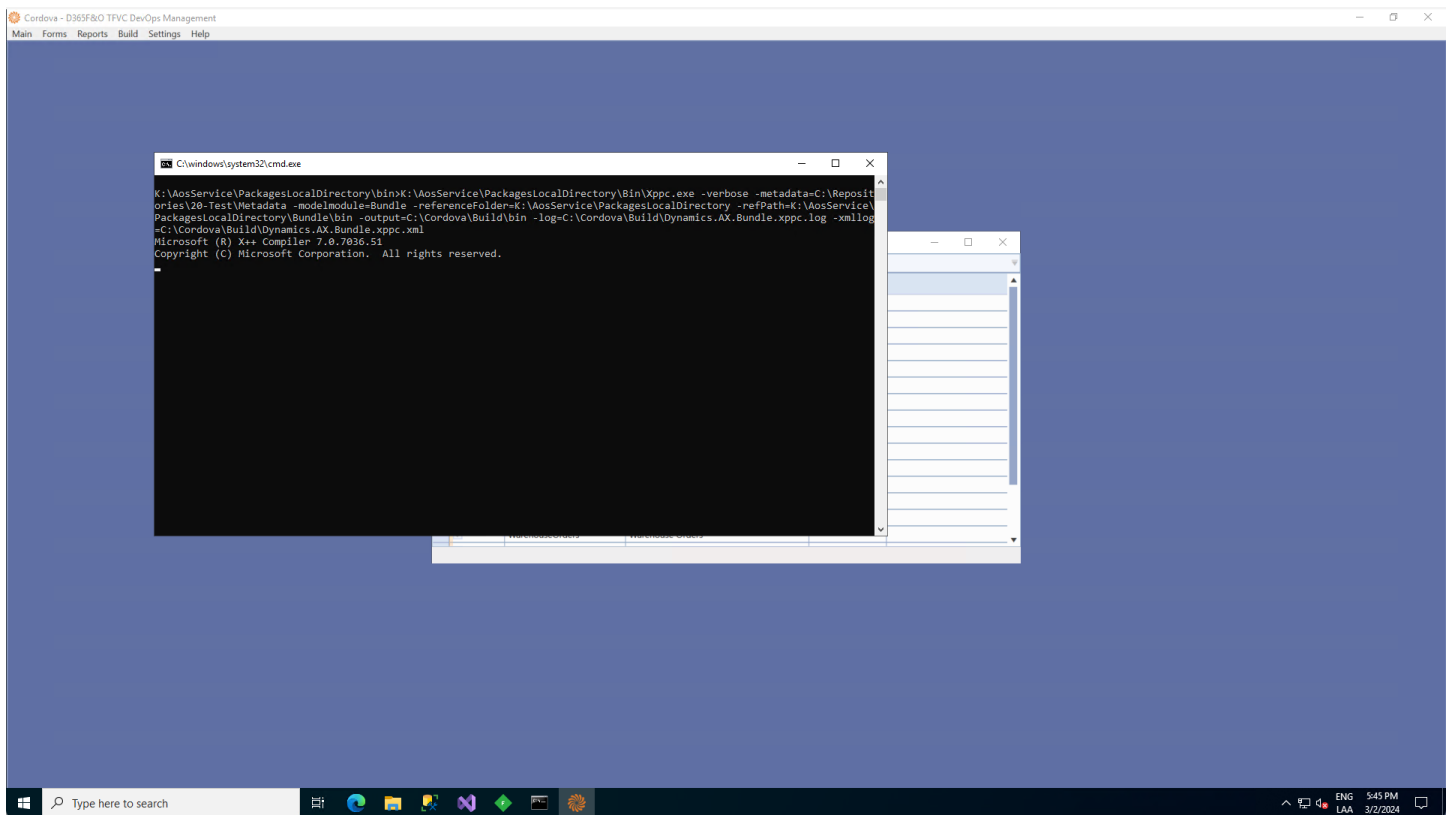 Cordova - D365F&O TFVC DevOps Management
Main Forms Reports Build Settings Help
C:\windows\system32\cmd.exe
K:\AosService\PackagesLocalDirectory\bin>K:\AosService\PackagesLocalDirectory\Bin\Xppc.exe -verbose -metadata=C:\Reposit
ories\20-Test\Metadata -modelmodule=Bundle -referenceFolder=K:\AosService\PackagesLocalDirectory -refPath=K:\AosService\
PackagesLocalDirectory\Bundle\bin -output=C:\Cordova\Build\bin -log=C:\Cordova\Build\Dynamics.AX.Bundle.xppc.log -xmllog
=C:\Cordova\Build\Dynamics.AX.Bundle.xppc.xml
Microsoft (R) X++ Compiler 7.0.7036.51
Copyright (C) Microsoft Corporation.  All rights reserved.
WarehouseOrders Warehouse Orders
Type here to search
ENG 5:45 PM
LAA 3/2/2024